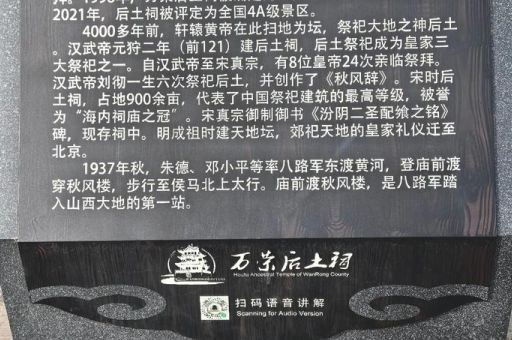 2021年，后土祠被评定为全国4A级景区。
4000多年前，轩辕黄帝在此扫地为坛，祭祀大地之神后土。汉武帝元狩二年（前121）建后土祠，后土祭祀成为皇家三大祭祀之一。自汉武帝至宋真宗，有8位皇帝24次亲临祭拜。汉武帝刘彻一生六次祭祀后土，并创作了《秋风辞》。宋时后土祠，占地900余亩，代表了中国祭祀建筑的最高等级，被誉为“海内祠庙之冠”。宋真宗御制御书《汾阴二圣配飨之铭》碑，现存祠中。明成祖时建天地坛，郊祀天地的皇家礼仪迁至北京。
1937年秋，朱德、邓小平等率八路军东渡黄河，登庙前渡穿秋风楼，步行至侯马北上太行。庙前渡秋风楼，是八路军踏入山西大地的第一站。
万荣后土祠
Houtu Ancestral Temple of WanRong County
扫码语音讲解
Scanning for Audio Version